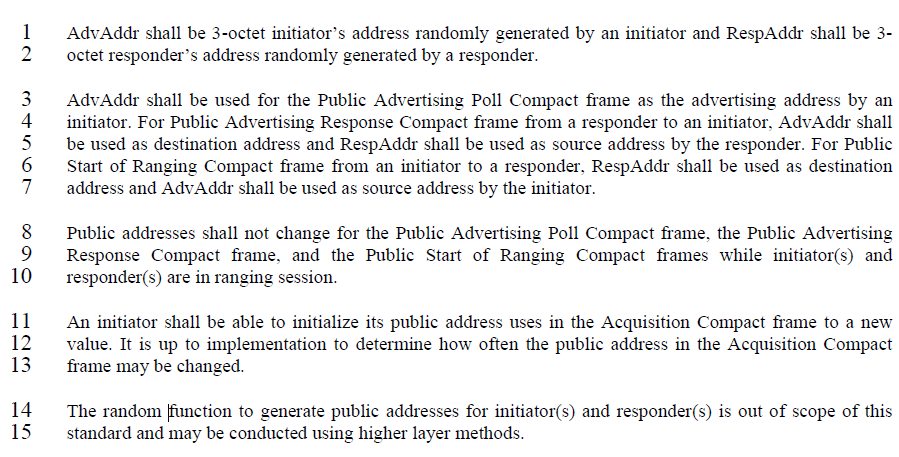 1 AdvAddr shall be 3-octet initiator’s address randomly generated by an initiator and RespAddr shall be 3-
2 octet responder’s address randomly generated by a responder.
3 AdvAddr shall be used for the Public Advertising Poll Compact frame as the advertising address by an
4 initiator. For Public Advertising Response Compact frame from a responder to an initiator, AdvAddr shall
5 be used as destination address and RespAddr shall be used as source address by the responder. For Public
6 Start of Ranging Compact frame from an initiator to a responder, RespAddr shall be used as destination
7 address and AdvAddr shall be used as source address by the initiator.
8 Public addresses shall not change for the Public Advertising Poll Compact frame, the Public Advertising
9 Response Compact frame, and the Public Start of Ranging Compact frames while initiator(s) and
10 responder(s) are in ranging session.
11 An initiator shall be able to initialize its public address uses in the Acquisition Compact frame to a new
12 value. It is up to implementation to determine how often the public address in the Acquisition Compact
13 frame may be changed.
14 The random function to generate public addresses for initiator(s) and responder(s) is out of scope of this
15 standard and may be conducted using higher layer methods.